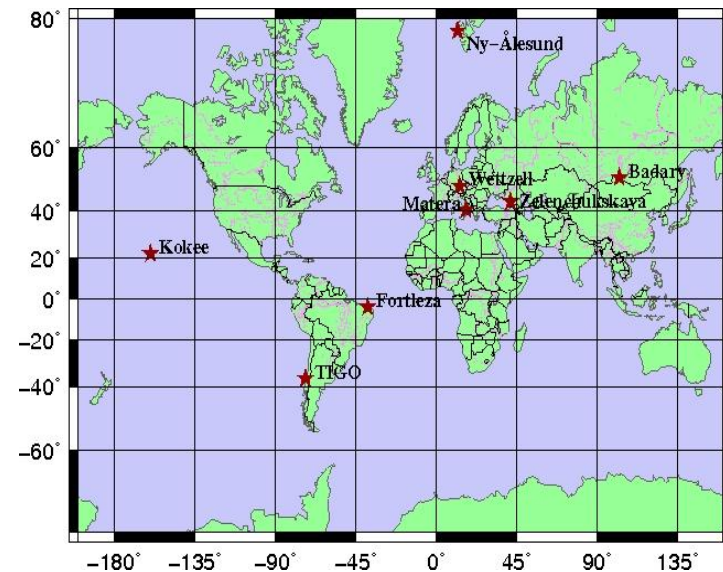 80°
Ny-Ålesund
60°
Wettzell
Badary
Matera
Zelenchukskaya
40°
Kokee
20°
0°
Fortleza
-20°
TIGO
-40°
-60°
-180° -135° -90° -45° 0° 45° 90° 135°